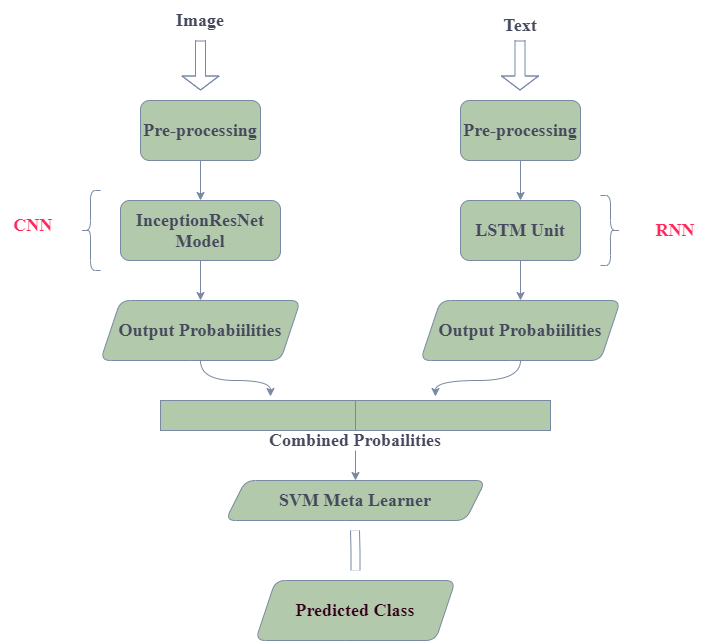 Image
Text
Pre-processing
Pre-processing
CNN
InceptionResNet
Model
LSTM Unit
RNN
Output Probabiilities
Output Probabiilities
Combined Probailities
SVM Meta Learner
Predicted Class